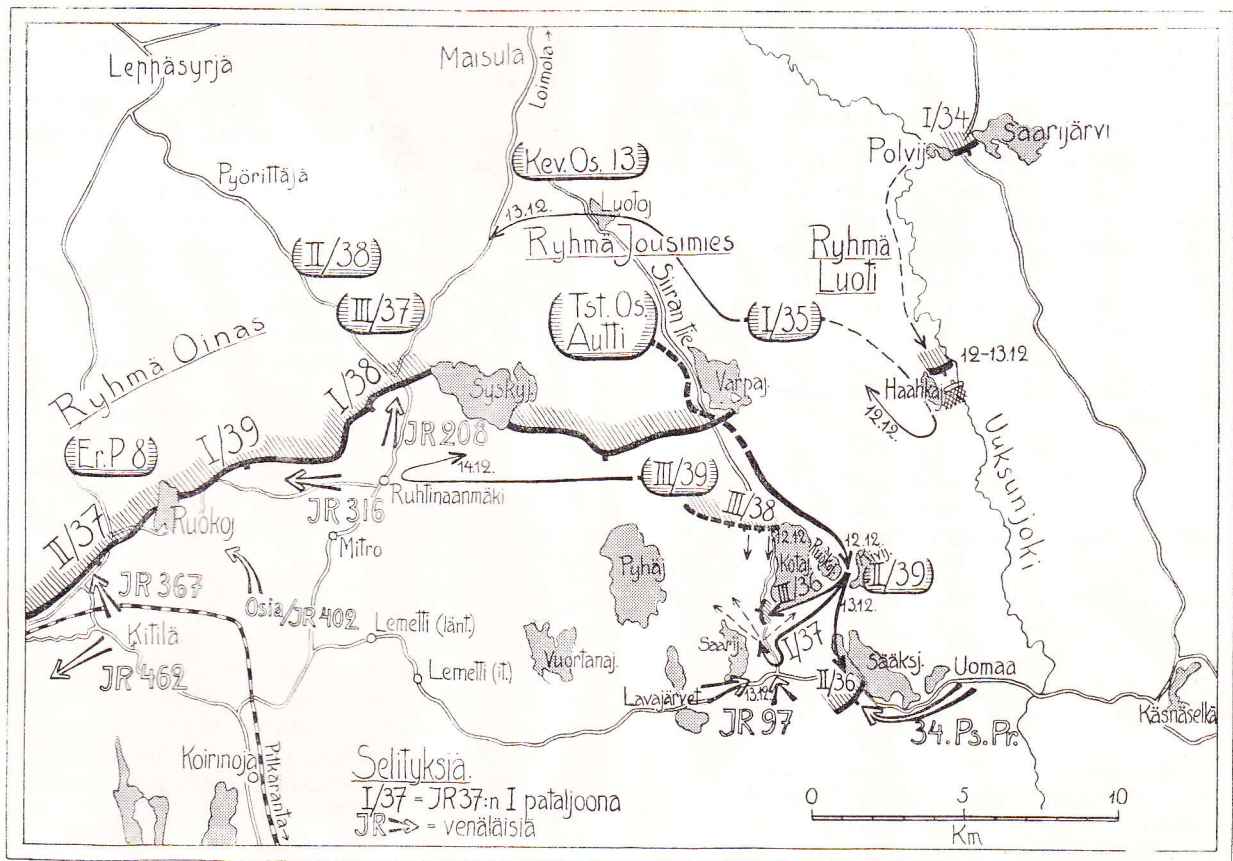 Leppäsyrjä
Maisula
Loimola→
I/34
Saarijärvi
Polvij.
Kev. Os. 13
Pyörittäjä
Luotoj.
13.12.
Ryhmä Jousimies
Ryhmä
Luoti
II/38
Siiran tie
III/37
Tst. Os.
Autti
I/35
Ryhmä Oinas
12-13.12
I/38
Syskyj.
Varpaj.
Haahkaj.
12.12.
Uuksunjoki
I/39
JR 208
Er.P 8
14.12.
III/39
Ruhtinaanmäki
III/38
JR 316
II/37
Ruokoj.
Mitro
12.12.
Kotaj.
12.12.
II/39
Pyhäj.
III/36
13.12.
JR 367
Osia/JR 402
Kitilä
Lemetti (länt.)
I/37
Saarij.
JR 462
Lemetti (it.)
Vuortanaj.
Sääksj.
Uomaa
II/36
Lavajärvet
13.12.
JR 97
34. Ps. Pr.
Käsnäselkä
Koirinoja
Pitkäranta→
Selityksiä.
I/37 = JR37:n I pataljoona
JR = venäläisiä
0 5 10
Km